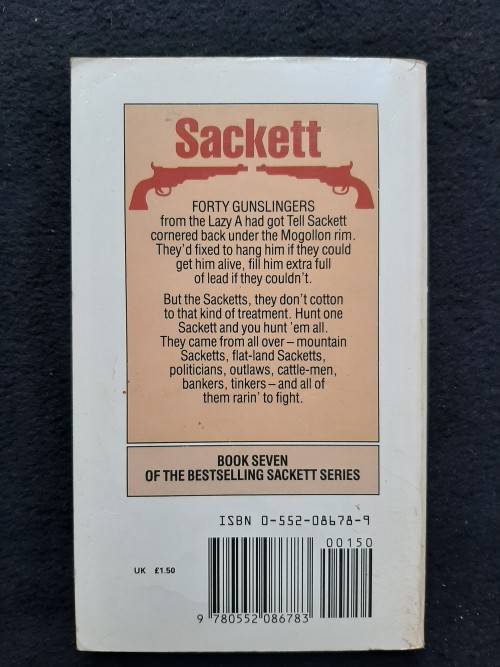 Sackett
FORTY GUNSLINGERS
from the Lazy A had got Tell Sackett
cornered back under the Mogollon rim.
They'd fixed to hang him if they could
get him alive, fill him extra full
of lead if they couldn't.
But the Sacketts, they don't cotton
to that kind of treatment. Hunt one
Sackett and you hunt 'em all.
They came from all over – mountain
Sacketts, flat-land Sacketts,
politicians, outlaws, cattle-men,
bankers, tinkers – and all of
them rarin' to fight.
BOOK SEVEN
OF THE BESTSELLING SACKETT SERIES
ISBN 0-552-08678-9
00150
UK £1.50
9 780552 086783